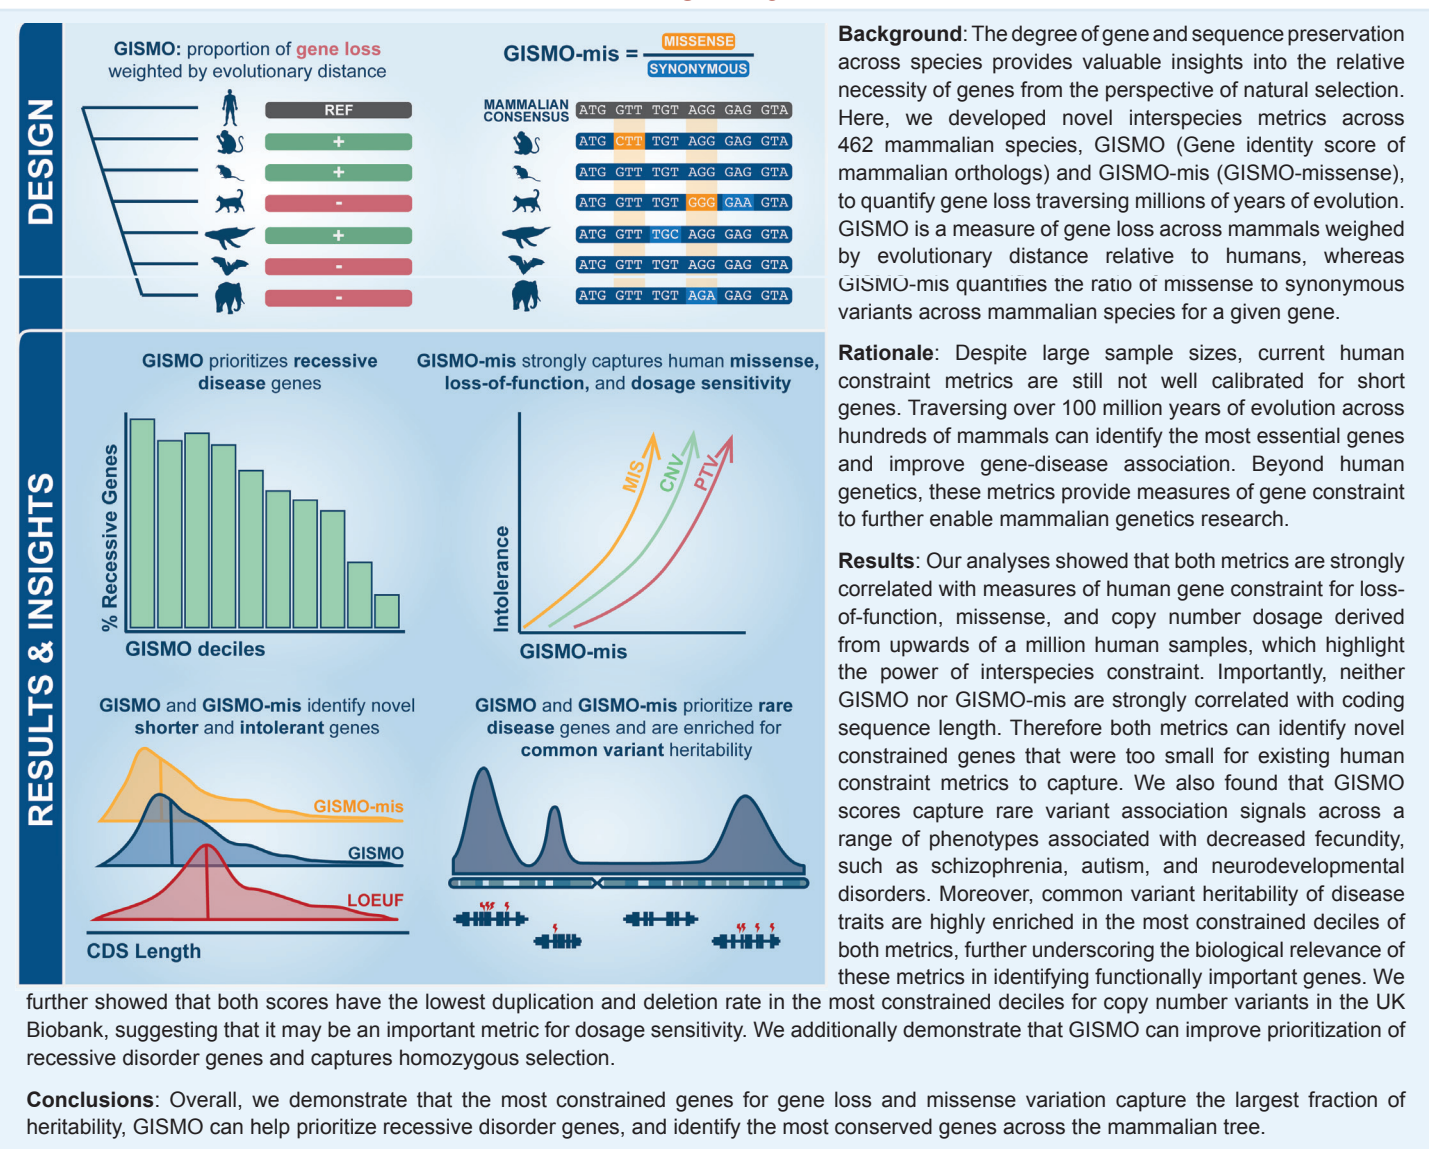 DESIGN
GISMO: proportion of gene loss
weighted by evolutionary distance
REF
+
+
-
+
-
-
GISMO-mis =
MISSENSE
SYNONYMOUS
MAMMALIAN
CONSENSUS
ATG GTT TGT AGG GAG GTA
ATG CTT TGT AGG GAG GTA
ATG GTT TGT AGG GAG GTA
ATG GTT TGT GGG GAA GTA
ATG GTT TGC AGG GAG GTA
ATG GTT TGT AGG GAG GTA
ATG GTT TGT AGA GAG GTA
RESULTS & INSIGHTS
GISMO prioritizes recessive
disease genes
% Recessive Genes
GISMO deciles
GISMO-mis strongly captures human missense,
loss-of-function, and dosage sensitivity
Intolerance
MIS
CNV
PTV
GISMO-mis
GISMO and GISMO-mis identify novel
shorter and intolerant genes
GISMO-mis
GISMO
LOEUF
CDS Length
GISMO and GISMO-mis prioritize rare
disease genes and are enriched for
common variant heritability
Background: The degree of gene and sequence preservation
across species provides valuable insights into the relative
necessity of genes from the perspective of natural selection.
Here, we developed novel interspecies metrics across
462 mammalian species, GISMO (Gene identity score of
mammalian orthologs) and GISMO-mis (GISMO-missense),
to quantify gene loss traversing millions of years of evolution.
GISMO is a measure of gene loss across mammals weighed
by evolutionary distance relative to humans, whereas
GISMO-mis quantifies the ratio of missense to synonymous
variants across mammalian species for a given gene.
Rationale: Despite large sample sizes, current human
constraint metrics are still not well calibrated for short
genes. Traversing over 100 million years of evolution across
hundreds of mammals can identify the most essential genes
and improve gene-disease association. Beyond human
genetics, these metrics provide measures of gene constraint
to further enable mammalian genetics research.
Results: Our analyses showed that both metrics are strongly
correlated with measures of human gene constraint for loss-
of-function, missense, and copy number dosage derived
from upwards of a million human samples, which highlight
the power of interspecies constraint. Importantly, neither
GISMO nor GISMO-mis are strongly correlated with coding
sequence length. Therefore both metrics can identify novel
constrained genes that were too small for existing human
constraint metrics to capture. We also found that GISMO
scores capture rare variant association signals across a
range of phenotypes associated with decreased fecundity,
such as schizophrenia, autism, and neurodevelopmental
disorders. Moreover, common variant heritability of disease
traits are highly enriched in the most constrained deciles of
both metrics, further underscoring the biological relevance of
these metrics in identifying functionally important genes. We
further showed that both scores have the lowest duplication and deletion rate in the most constrained deciles for copy number variants in the UK
Biobank, suggesting that it may be an important metric for dosage sensitivity. We additionally demonstrate that GISMO can improve prioritization of
recessive disorder genes and captures homozygous selection.
Conclusions: Overall, we demonstrate that the most constrained genes for gene loss and missense variation capture the largest fraction of
heritability, GISMO can help prioritize recessive disorder genes, and identify the most conserved genes across the mammalian tree.